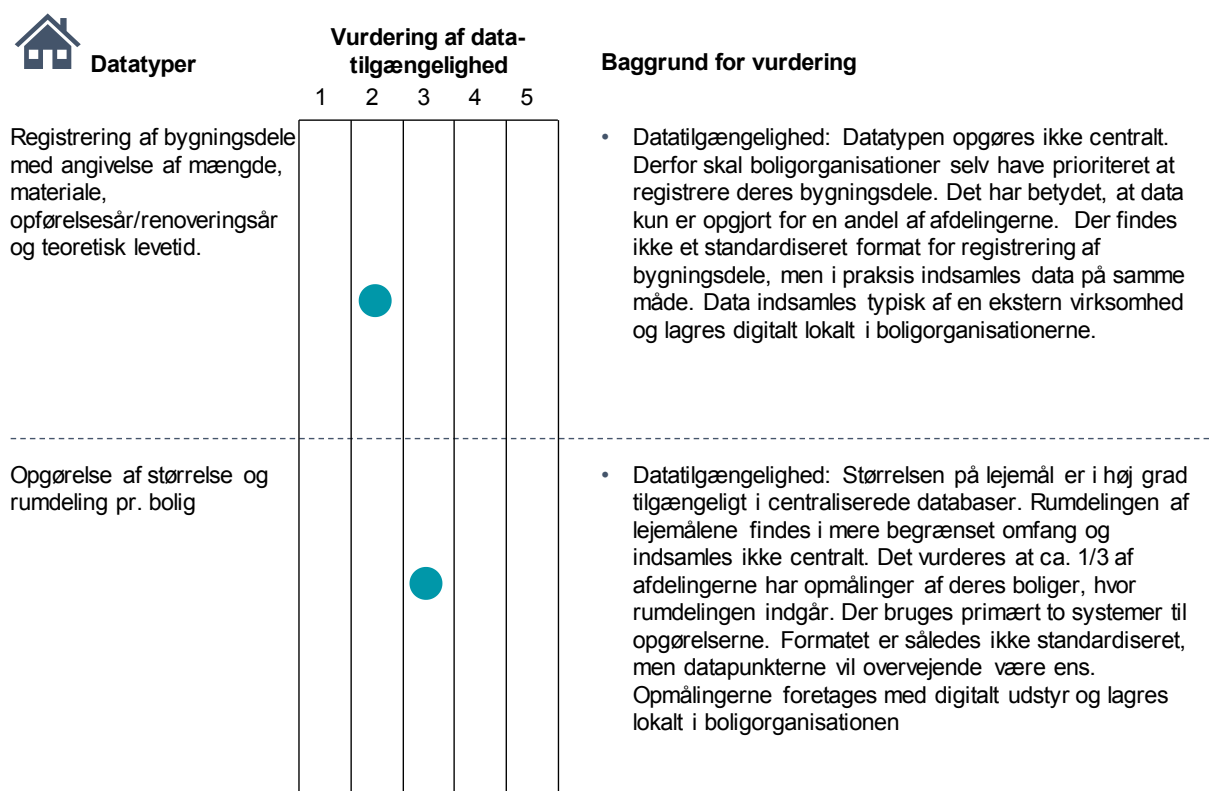 Datatyper
Vurdering af data-
tilgængelighed
Baggrund for vurdering
1 2 3 4 5
Registrering af bygningsdele
med angivelse af mængde,
materiale,
opførelsesår/renoveringsår
og teoretisk levetid.
• Datatilgængelighed: Datatypen opgøres ikke centralt.
Derfor skal boligorganisationer selv have prioriteret at
registrere deres bygningsdele. Det har betydet, at data
kun er opgjort for en andel af afdelingerne. Der findes
ikke et standardiseret format for registrering af
bygningsdele, men i praksis indsamles data på samme
måde. Data indsamles typisk af en ekstern virksomhed
og lagres digitalt lokalt i boligorganisationerne.
Opgørelse af størrelse og
rumdeling pr. bolig
• Datatilgængelighed: Størrelsen på lejemål er i høj grad
tilgængeligt i centraliserede databaser. Rumdelingen af
lejemålene findes i mere begrænset omfang og
indsamles ikke centralt. Det vurderes at ca. 1/3 af
afdelingerne har opmålinger af deres boliger, hvor
rumdelingen indgår. Der bruges primært to systemer til
opgørelserne. Formatet er således ikke standardiseret,
men datapunkterne vil overvejende være ens.
Opmålingerne foretages med digitalt udstyr og lagres
lokalt i boligorganisationen